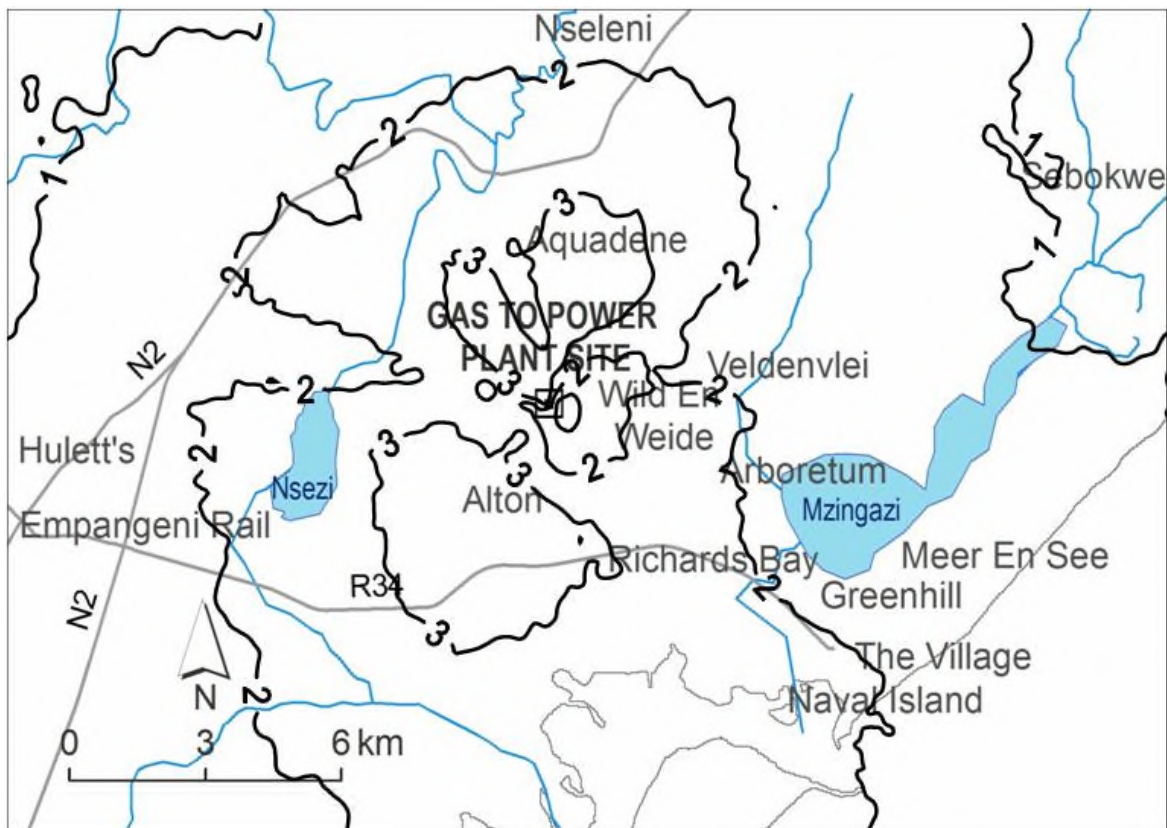 Nseleni
2
2
1
1
Sebokwe
3
Aquadene
1
3
2
2
GAS TO POWER
PLANT SITE
N2
2
Veldenvlei
2
3
2
Wild En
Weide
Hulett's
2
3
2
Arboretum
3
Nsezi
Alton
Mzingazi
Empangeni Rail
Richards Bay
Meer En See
R34
2
Greenhill
N2
3
The Village
2
N
Naval Island
0 3 6 km